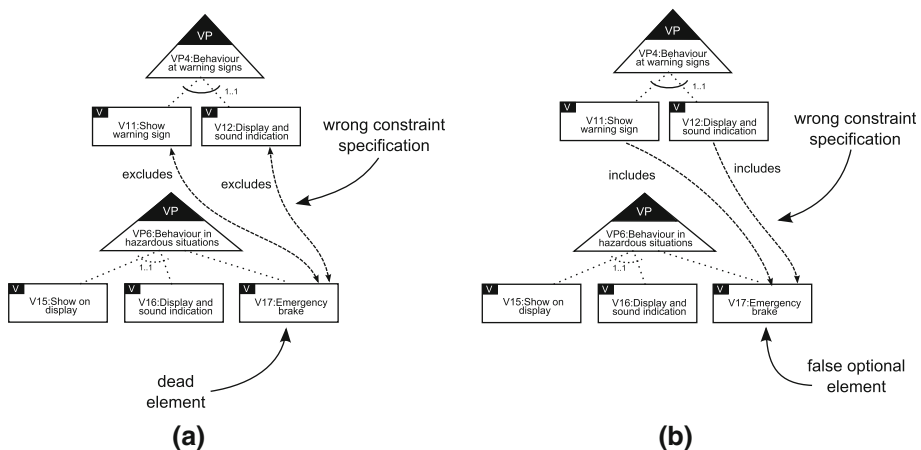 VP
VP4:Behaviour
at warning signs
1..1
V
V11:Show
warning sign
V
V12:Display and
sound indication
wrong constraint
specification
excludes
excludes
VP
VP6:Behaviour in
hazardous situations
1..1
V
V15:Show on
display
V
V16:Display and
sound indication
V
V17:Emergency
brake
dead
element
(a)
VP
VP4:Behaviour
at warning signs
1..1
V
V11:Show
warning sign
V
V12:Display and
sound indication
wrong constraint
specification
includes
includes
VP
VP6:Behaviour in
hazardous situations
1..1
V
V15:Show on
display
V
V16:Display and
sound indication
V
V17:Emergency
brake
false optional
element
(b)